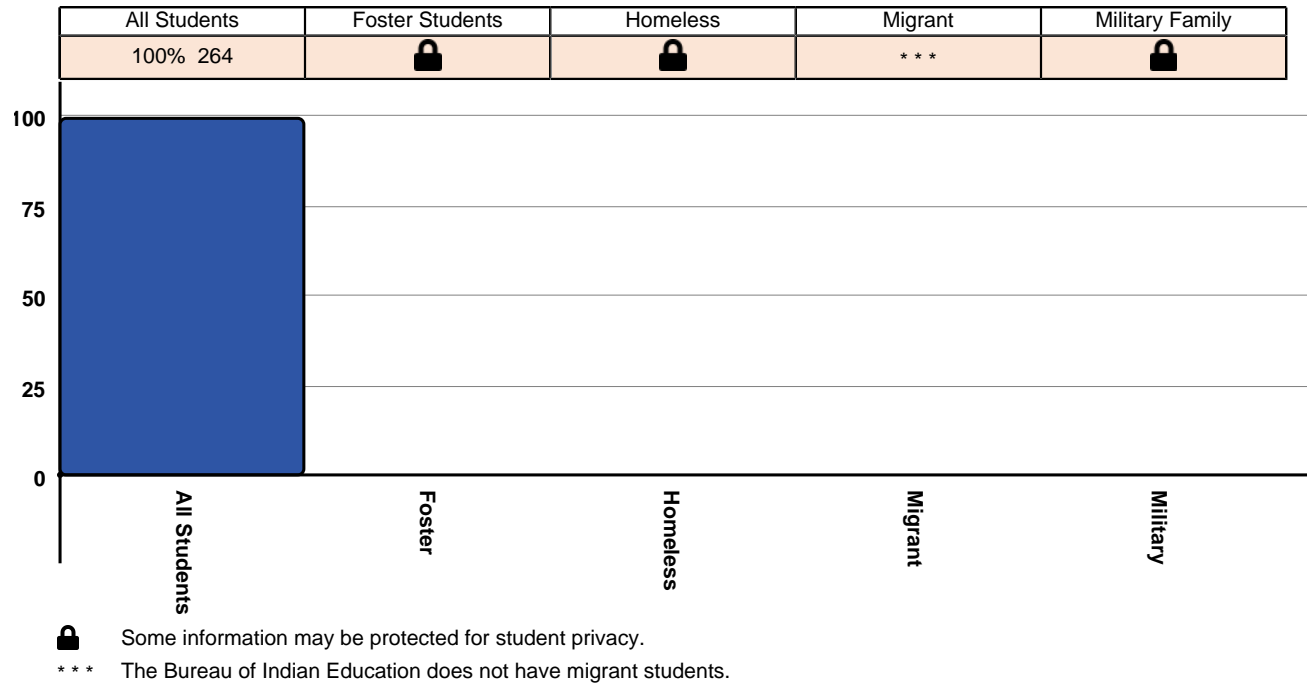 All Students Foster Students Homeless Migrant Military Family
100% 264 * * *
100
75
50
25
0
All Students
Foster
Homeless
Migrant
Military
Some information may be protected for student privacy.
* * * The Bureau of Indian Education does not have migrant students.